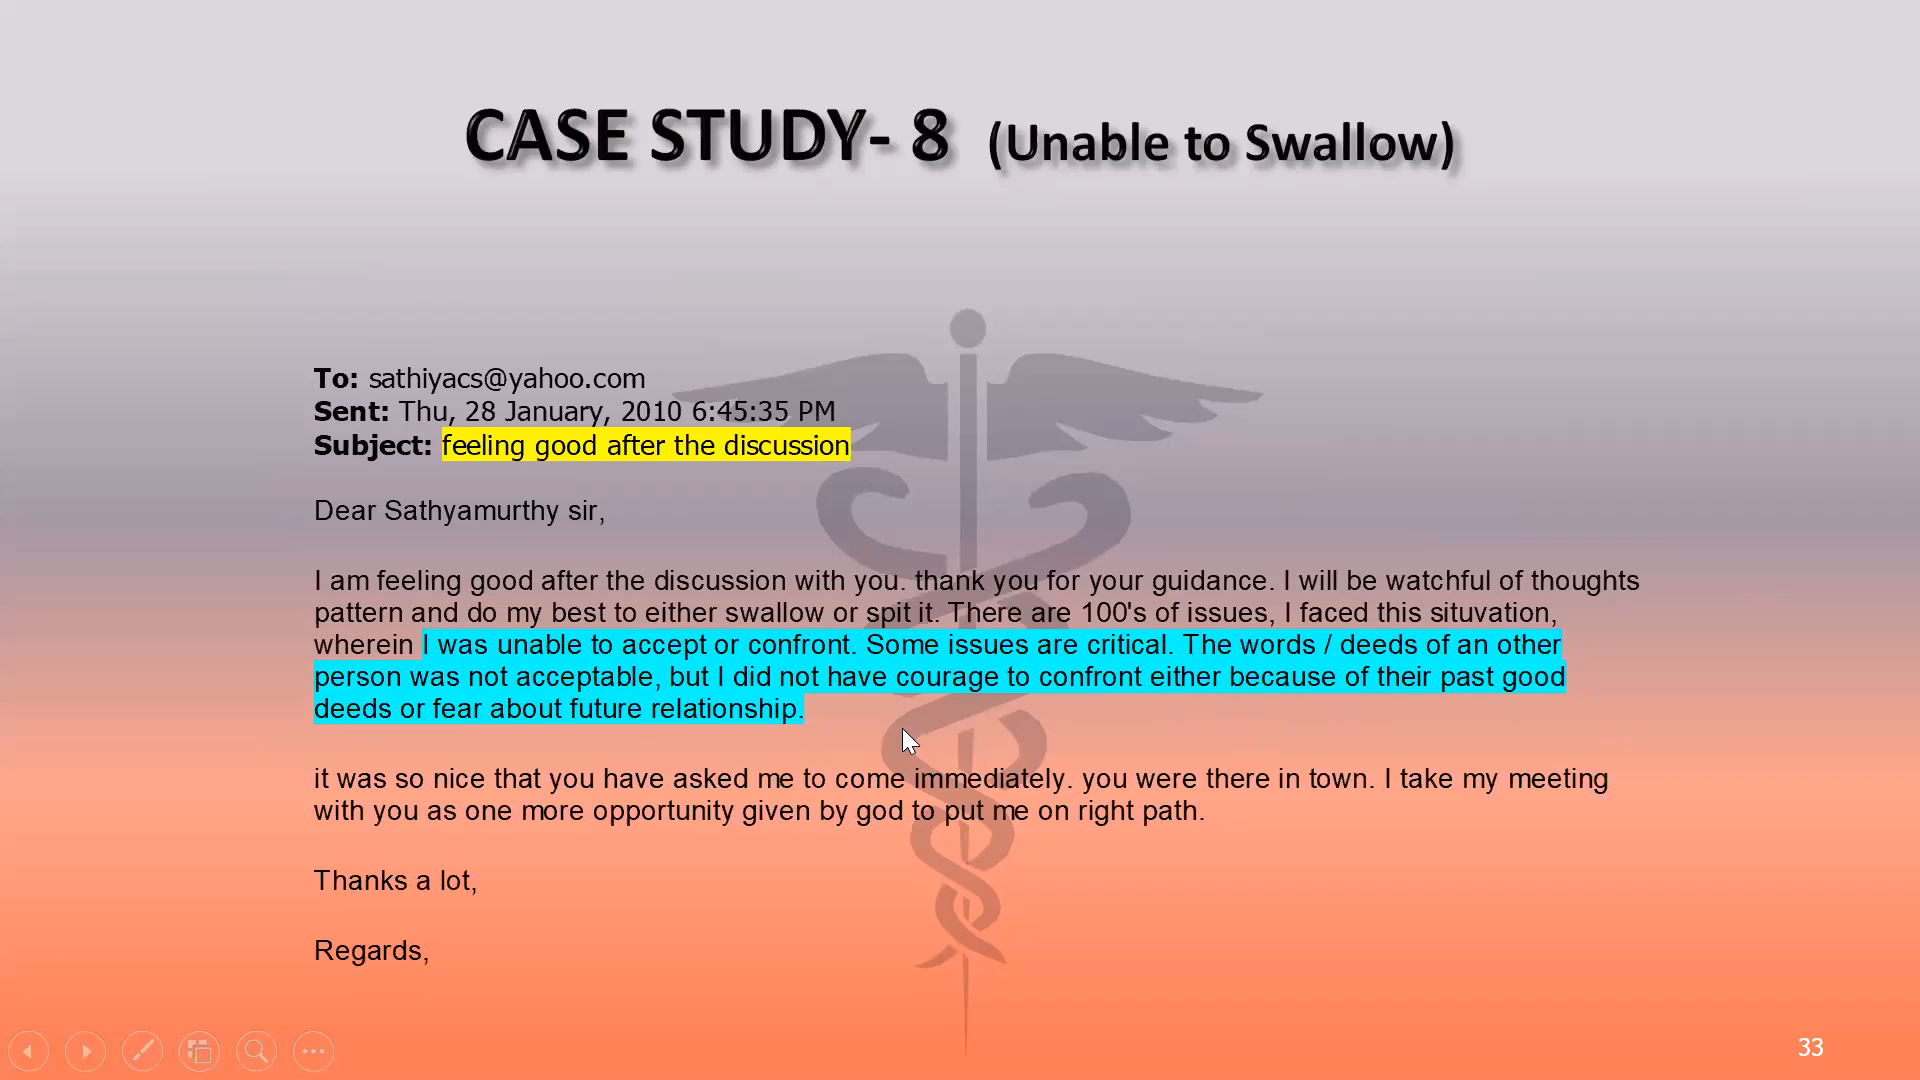 CASE STUDY- 8 (Unable to Swallow)
To: sathiyacs@yahoo.com
Sent: Thu, 28 January, 2010 6:45:35 PM
Subject: feeling good after the discussion
Dear Sathyamurthy sir,
I am feeling good after the discussion with you. thank you for your guidance. I will be watchful of thoughts
pattern and do my best to either swallow or spit it. There are 100's of issues, I faced this situvation,
wherein I was unable to accept or confront. Some issues are critical. The words / deeds of an other
person was not acceptable, but I did not have courage to confront either because of their past good
deeds or fear about future relationship.
it was so nice that you have asked me to come immediately. you were there in town. I take my meeting
with you as one more opportunity given by god to put me on right path.
Thanks a lot,
Regards,
33